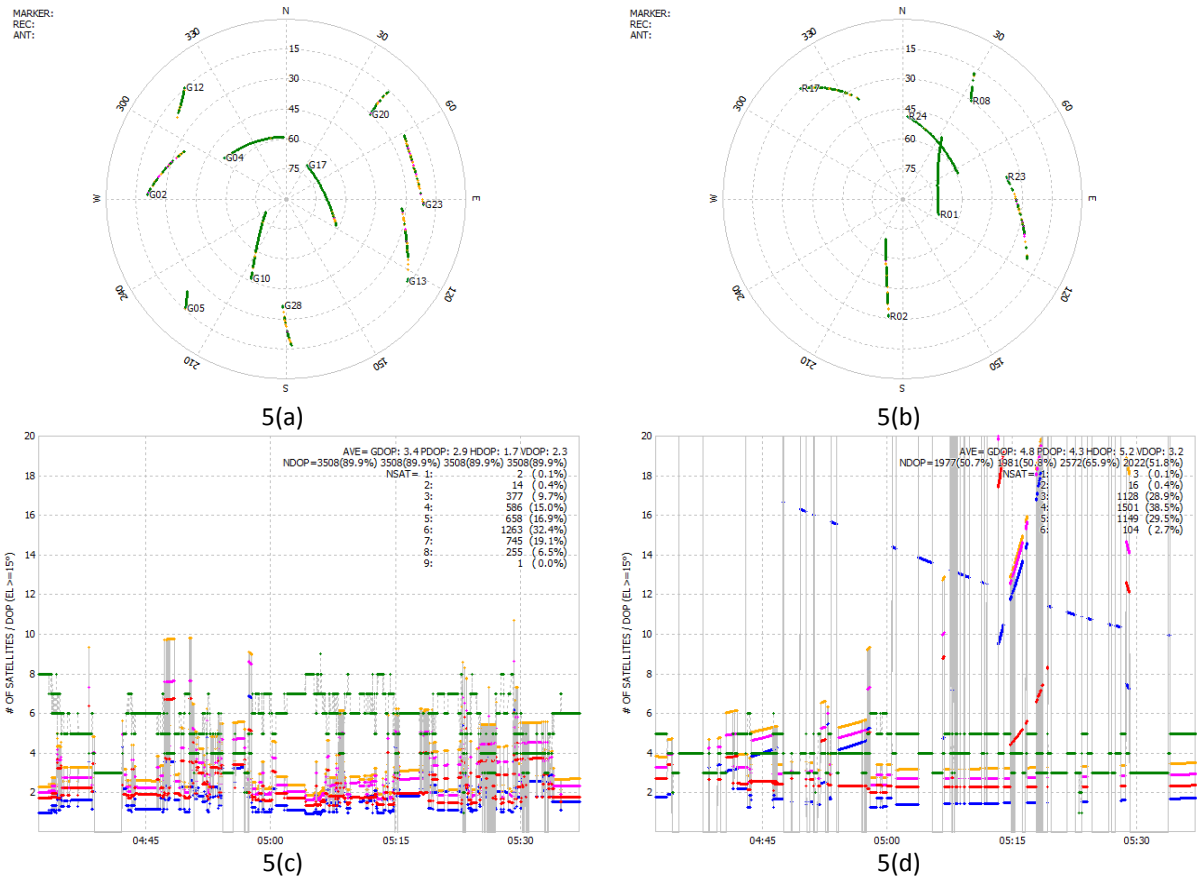 MARKER:
REC:
ANT:
N
30
60
E
120
150
S
210
240
W
300
330
15
30
45
60
75
G12
G20
G04
G17
G02
G23
G10
G13
G05
G28
5(a)
MARKER:
REC:
ANT:
N
30
60
E
120
150
S
210
240
W
300
330
15
30
45
60
75
R17
R08
R24
R23
R01
R02
5(b)
# OF SATELLITES / DOP (EL >=15°)
20
18
16
14
12
10
8
6
4
2
AVE= GDOP: 3.4 PDOP: 2.9 HDOP: 1.7 VDOP: 2.3
NDOP=3508(89.9%) 3508(89.9%) 3508(89.9%) 3508(89.9%)
NSAT= 1: 2 ( 0.1%)
2: 14 ( 0.4%)
3: 377 ( 9.7%)
4: 586 (15.0%)
5: 658 (16.9%)
6: 1263 (32.4%)
7: 745 (19.1%)
8: 255 ( 6.5%)
9: 1 ( 0.0%)
04:45
05:00
05:15
05:30
5(c)
# OF SATELLITES / DOP (EL >=15°)
20
18
16
14
12
10
8
6
4
2
AVE= GDOP: 4.8 PDOP: 4.3 HDOP: 5.2 VDOP: 3.2
NDOP=1977(50.7%) 2572(65.9%) 2022(51.8%)
NSAT= 1: 3 ( 0.1%)
2: 16 ( 0.4%)
3: 1128 (28.9%)
4: 1501 (38.5%)
5: 1149 (29.5%)
6: 104 ( 2.7%)
04:45
05:00
05:15
05:30
5(d)